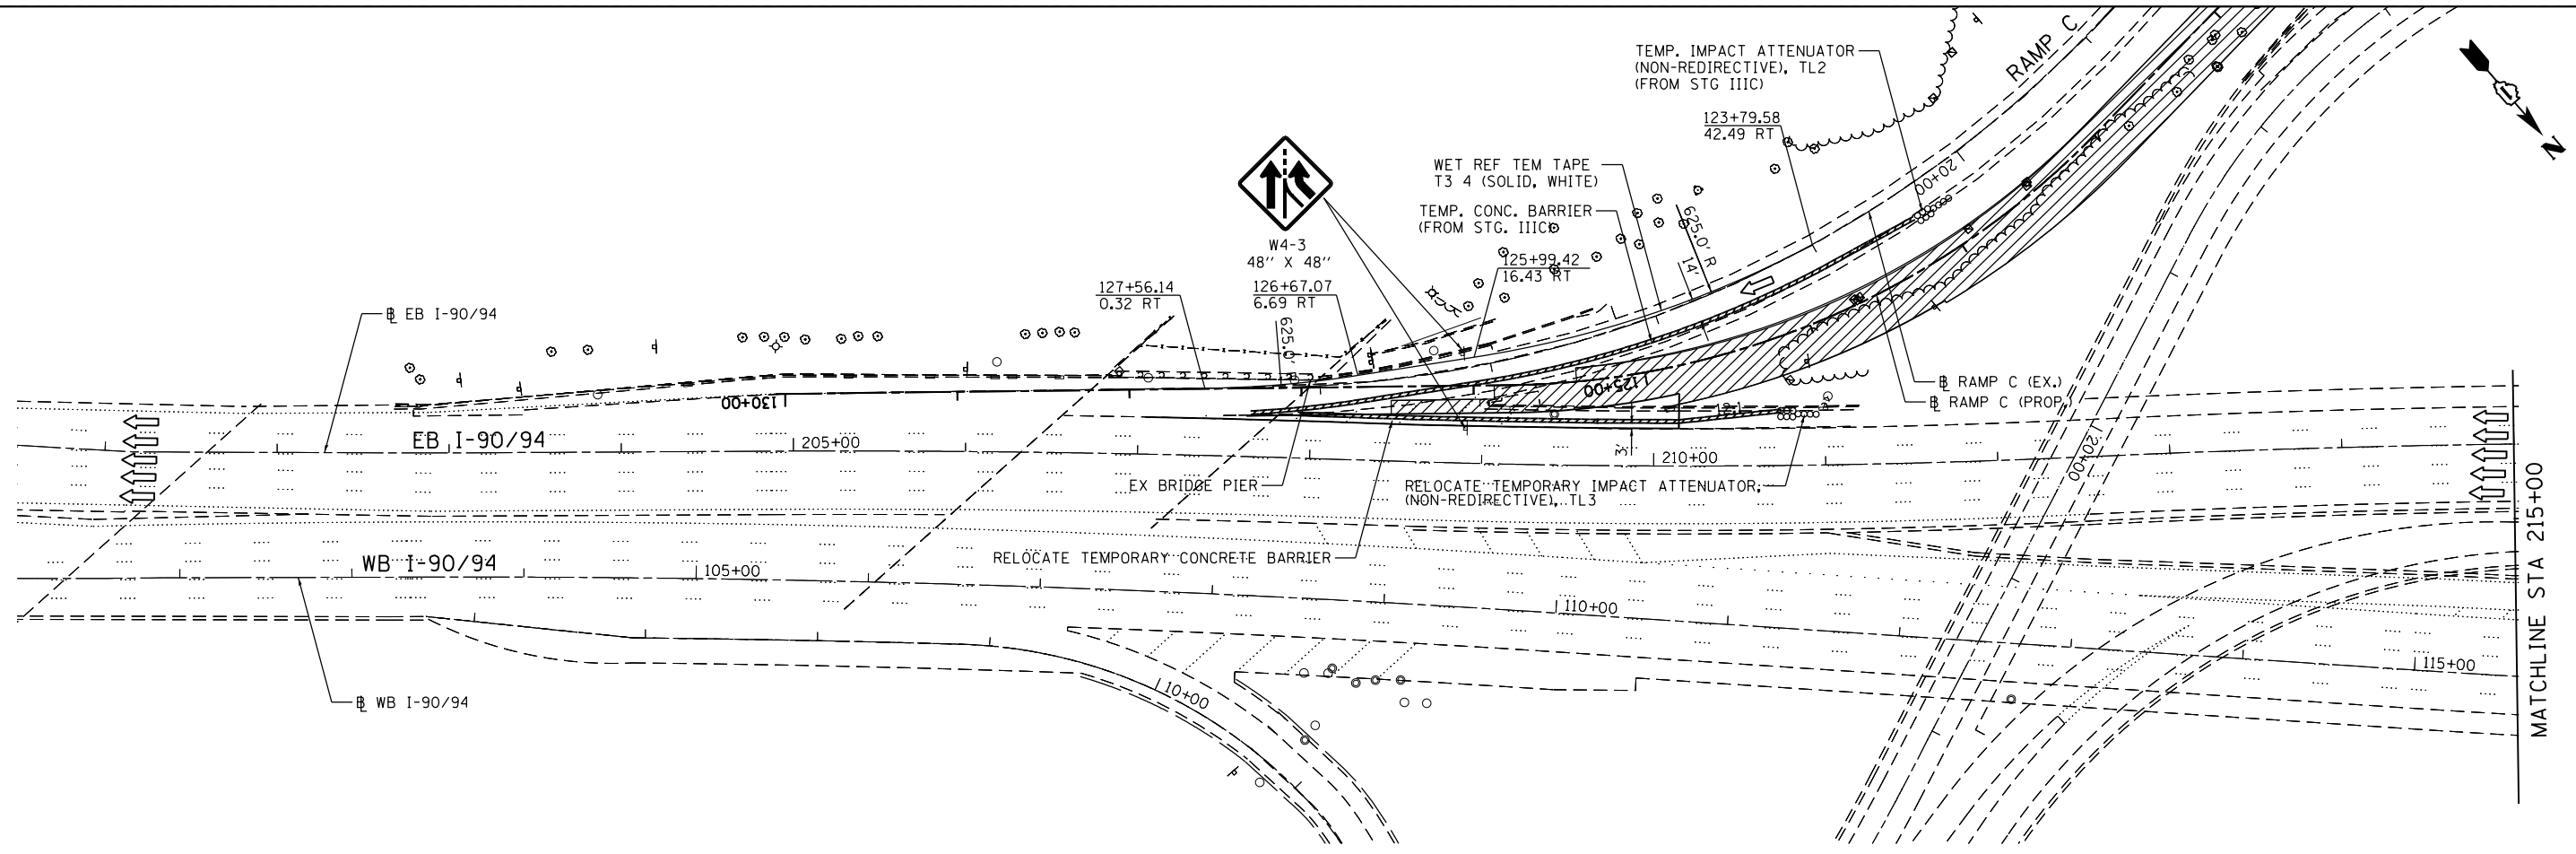 RAMP C
TEMP. IMPACT ATTENUATOR
(NON-REDIRECTIVE), TL2
(FROM STG IIIC)
123+79.58
42.49 RT
N
WET REF TEM TAPE
T3 4 (SOLID, WHITE)
TEMP. CONC. BARRIER
(FROM STG. IIIC)
625.0' R
14'
120+00
W4-3
48" X 48"
125+99.42
16.43 RT
127+56.14
0.32 RT
126+67.07
6.69 RT
625.0'
EB I-90/94
RAMP C (EX.)
RAMP C (PROP
130+00
125+00
EB I-90/94
205+00
210+00
3'
120+00
EX BRIDGE PIER
RELOCATE TEMPORARY IMPACT ATTENUATOR,
(NON-REDIRECTIVE), TL3
RELOCATE TEMPORARY CONCRETE BARRIER
WB I-90/94
105+00
110+00
115+00
10+00
WB I-90/94
MATCHLINE STA 215+00